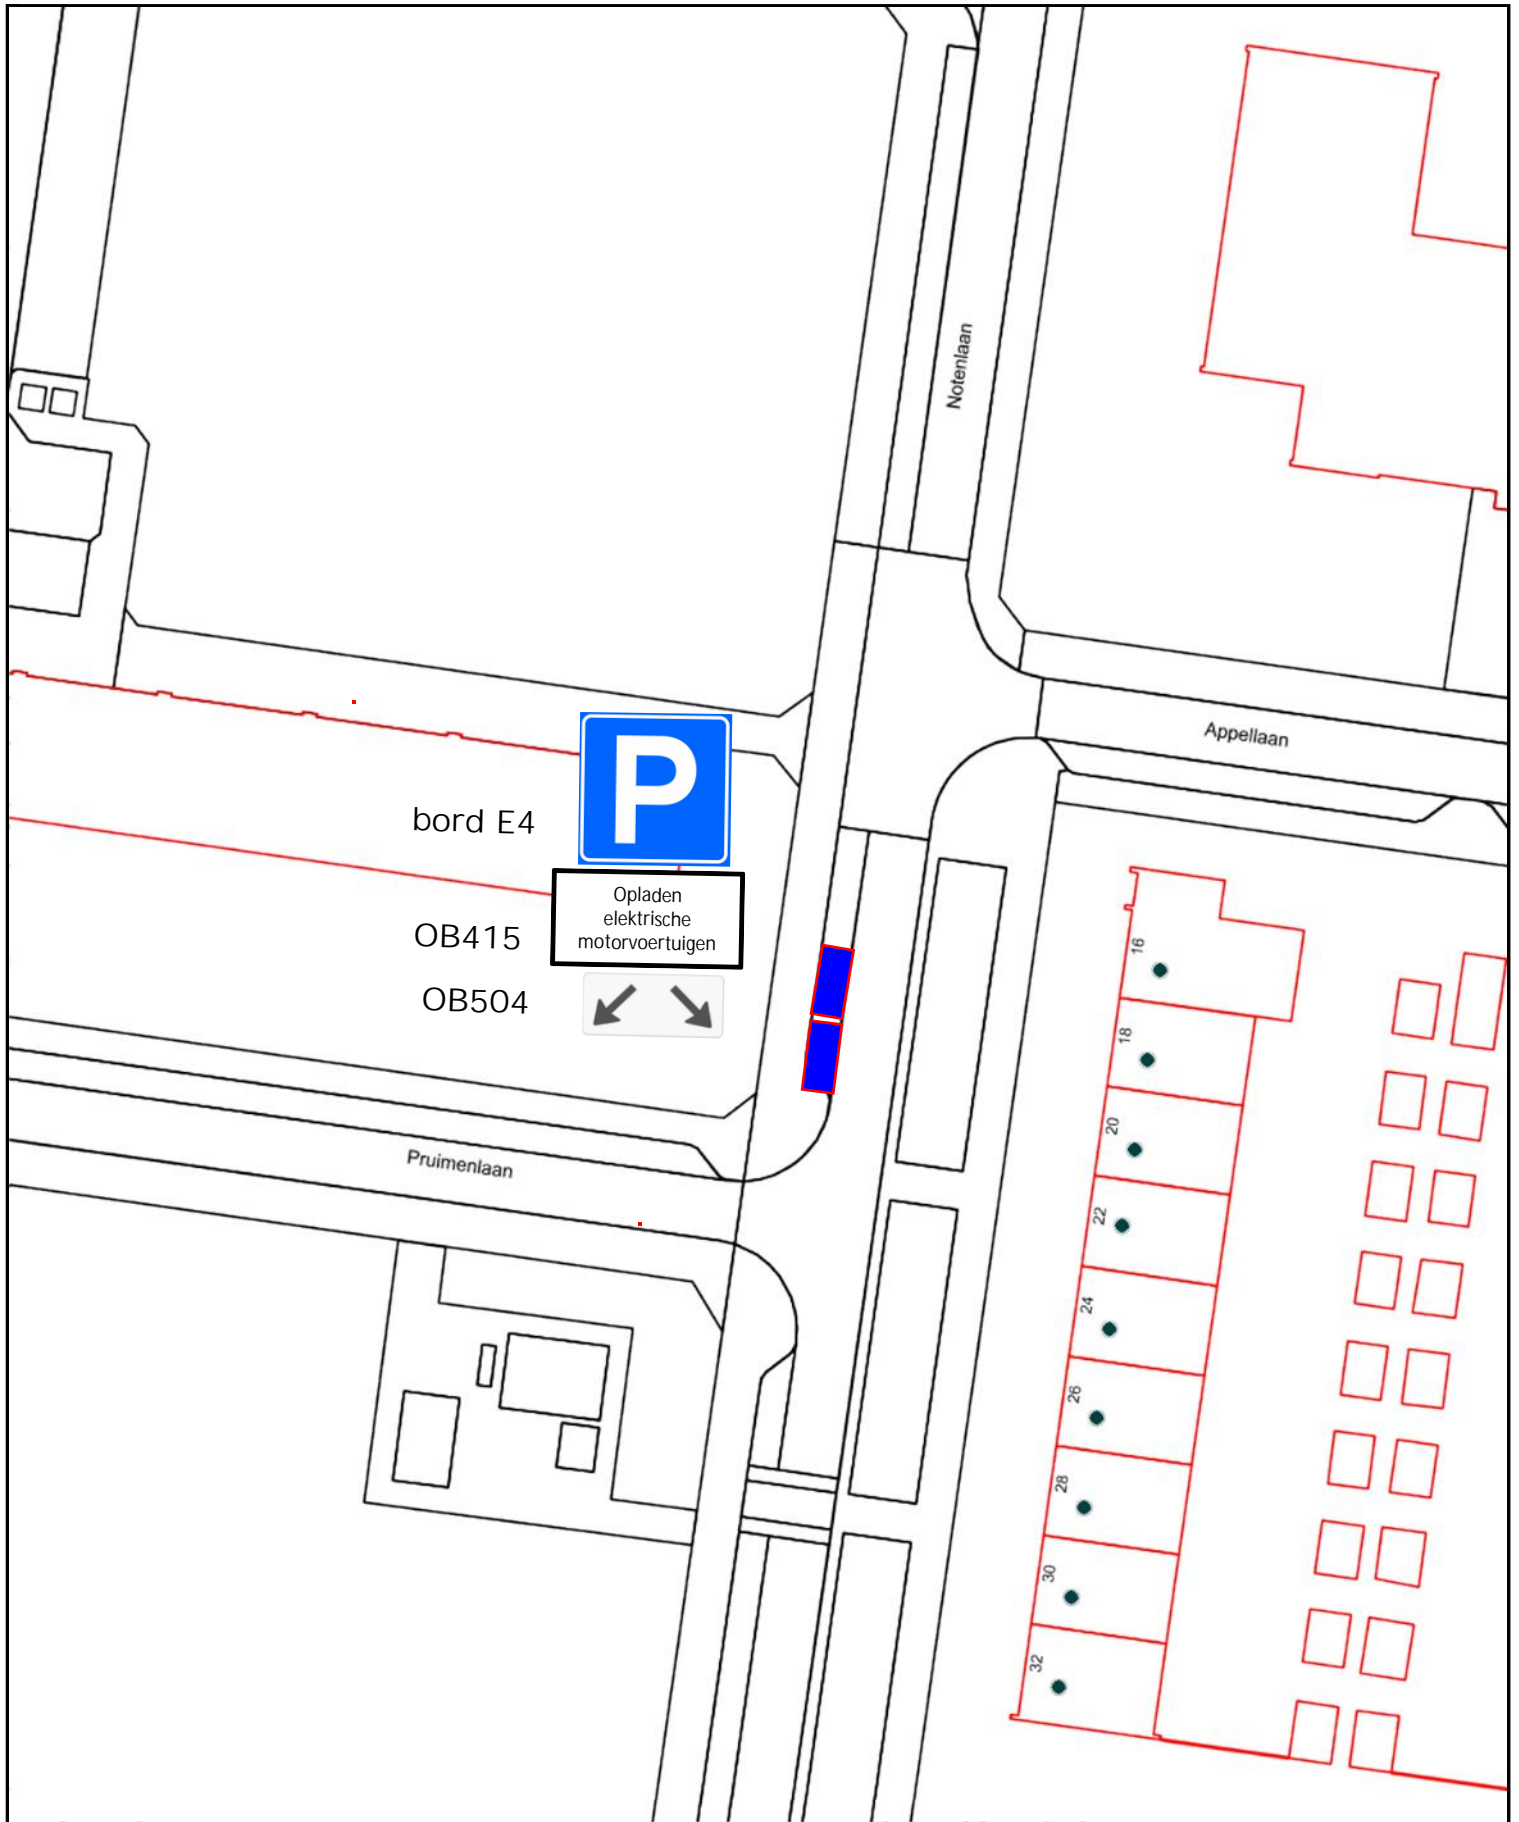 Notenlaan
Appellaan
P
bord E4
Opladen
elektrische
motorvoertuigen
OB415
OB504
Pruimenlaan
16
18
20
22
24
26
28
30
32